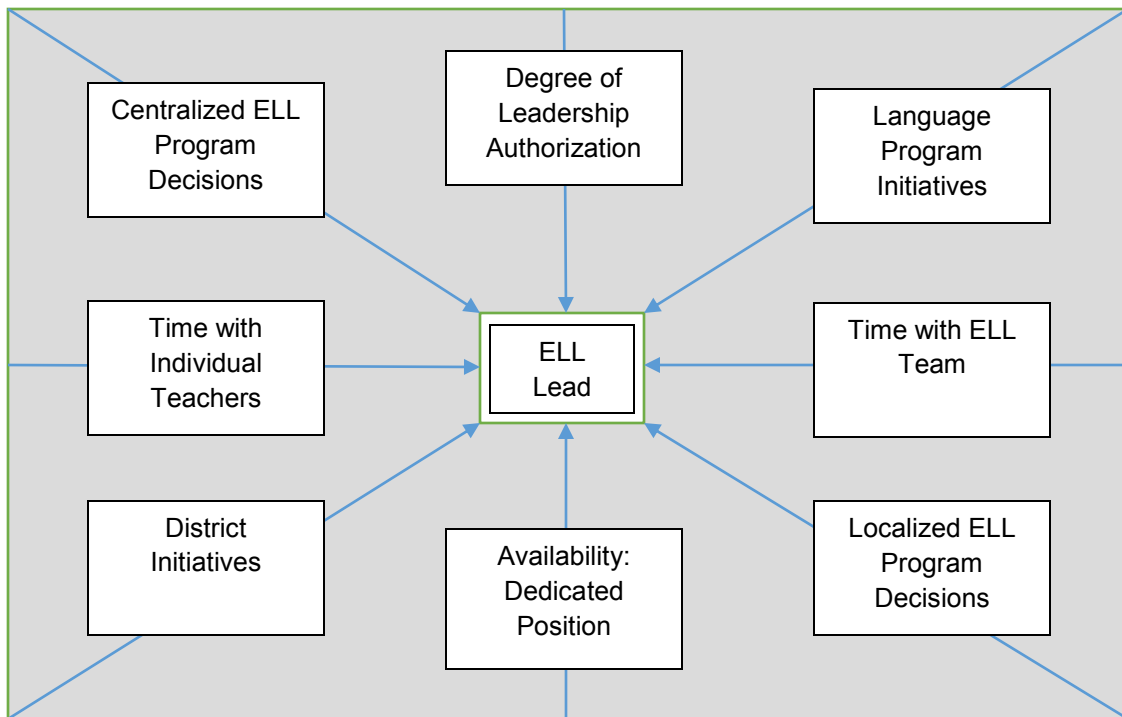 Centralized ELL
Program
Decisions
Degree of
Leadership
Authorization
Language
Program
Initiatives
Time with
Individual
Teachers
ELL
Lead
Time with ELL
Team
District
Initiatives
Availability:
Dedicated
Position
Localized ELL
Program
Decisions